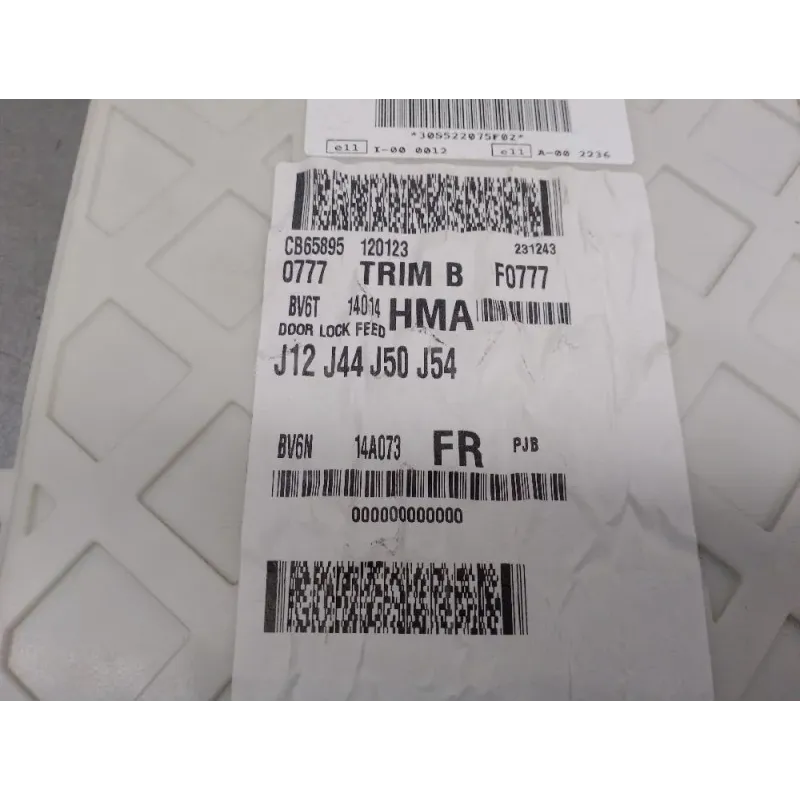 *30S522075F02*
e11 I-00 0012 e11 A-00 2236
CB65895 120123 231243
0777 TRIM B F0777
BV6T 14014 HMA
DOOR LOCK FEED
J12 J44 J50 J54
BV6N 14A073 FR PJB
000000000000